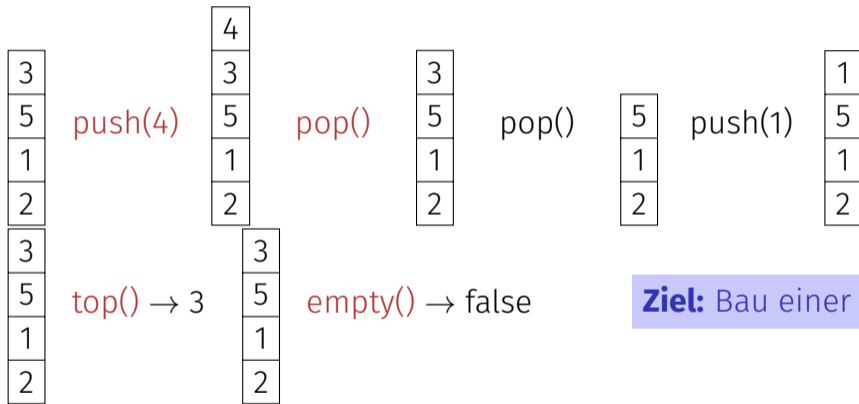 4
3 3 3 1
5 push(4) 5 pop() 5 pop() 5 push(1) 5
1 1 1 1 1
2 2 2 2 2
3 3
5 top() → 3 5 empty() → false Ziel: Bau einer
1 1
2 2